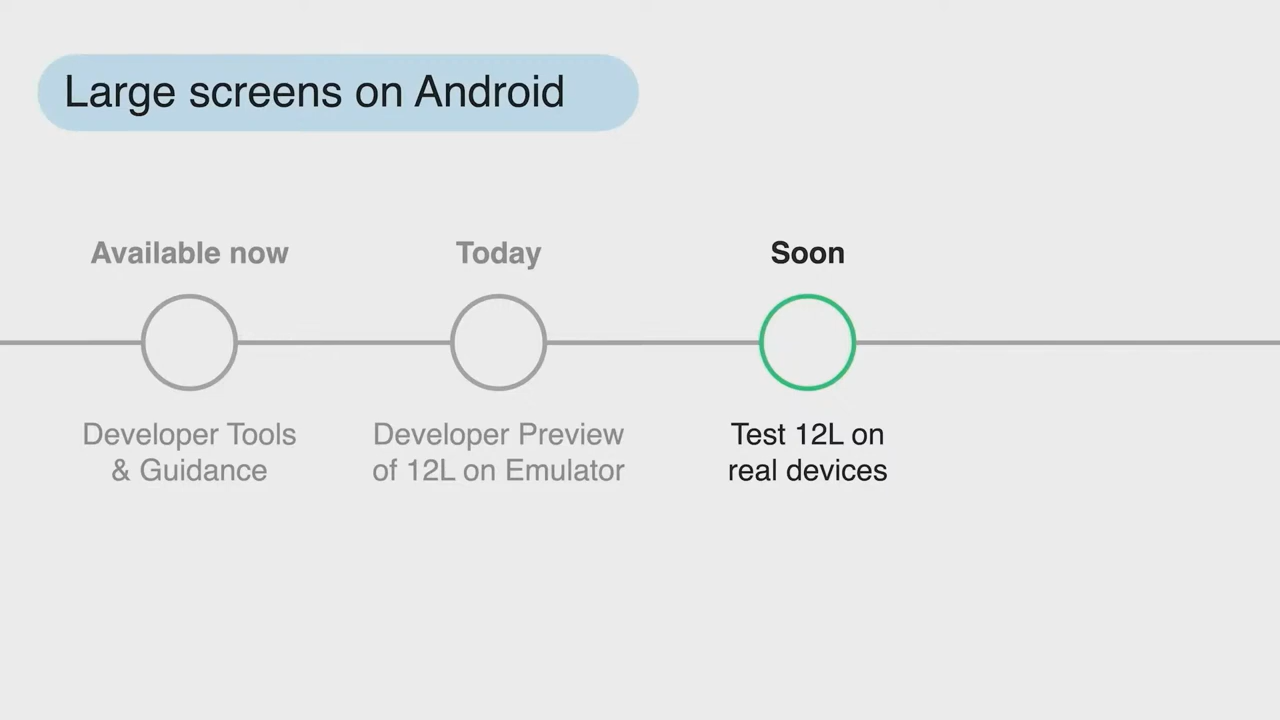 Large screens on Android
Available now
Today
Soon
Developer Tools
& Guidance
Developer Preview
of 12L on Emulator
Test 12L on
real devices